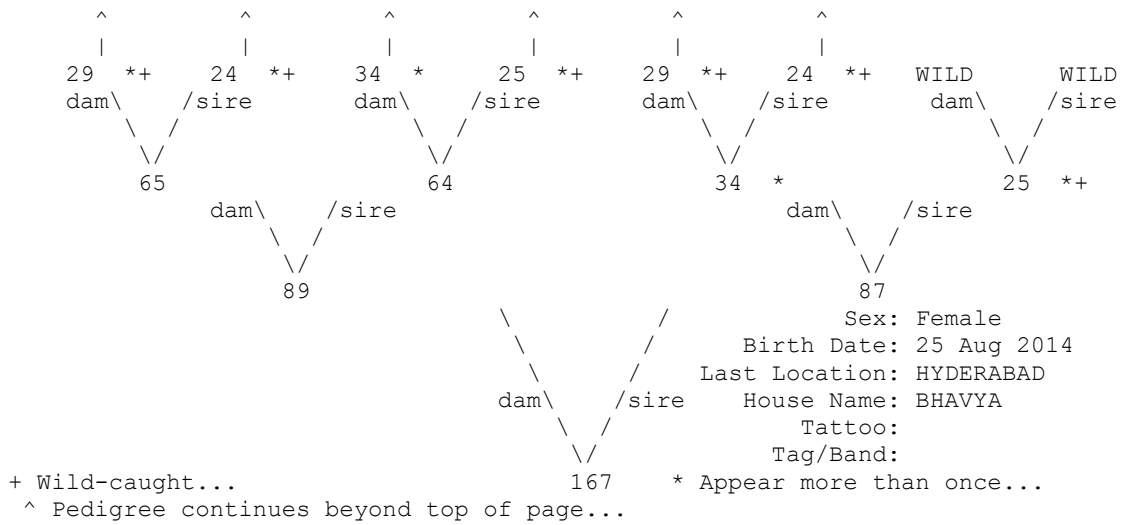 ^ ^ ^ ^ ^ ^
| | | | | |
29 *+ 24 *+ 34 * 25 *+ 29 *+ 24 *+ WILD WILD
dam\ /sire dam\ /sire dam\ /sire dam\ /sire
\ / \ / \ / \ /
\/ \/ \/ \/
65 64 34 * 25 *+
dam\ /sire dam\ /sire
\ / \ /
\/ \/
89 87
\ / Sex: Female
\ / Birth Date: 25 Aug 2014
\ / Last Location: HYDERABAD
dam\ /sire House Name: BHAVYA
\ / Tattoo:
\/ Tag/Band:
+ Wild-caught... 167 * Appear more than once...
^ Pedigree continues beyond top of page...